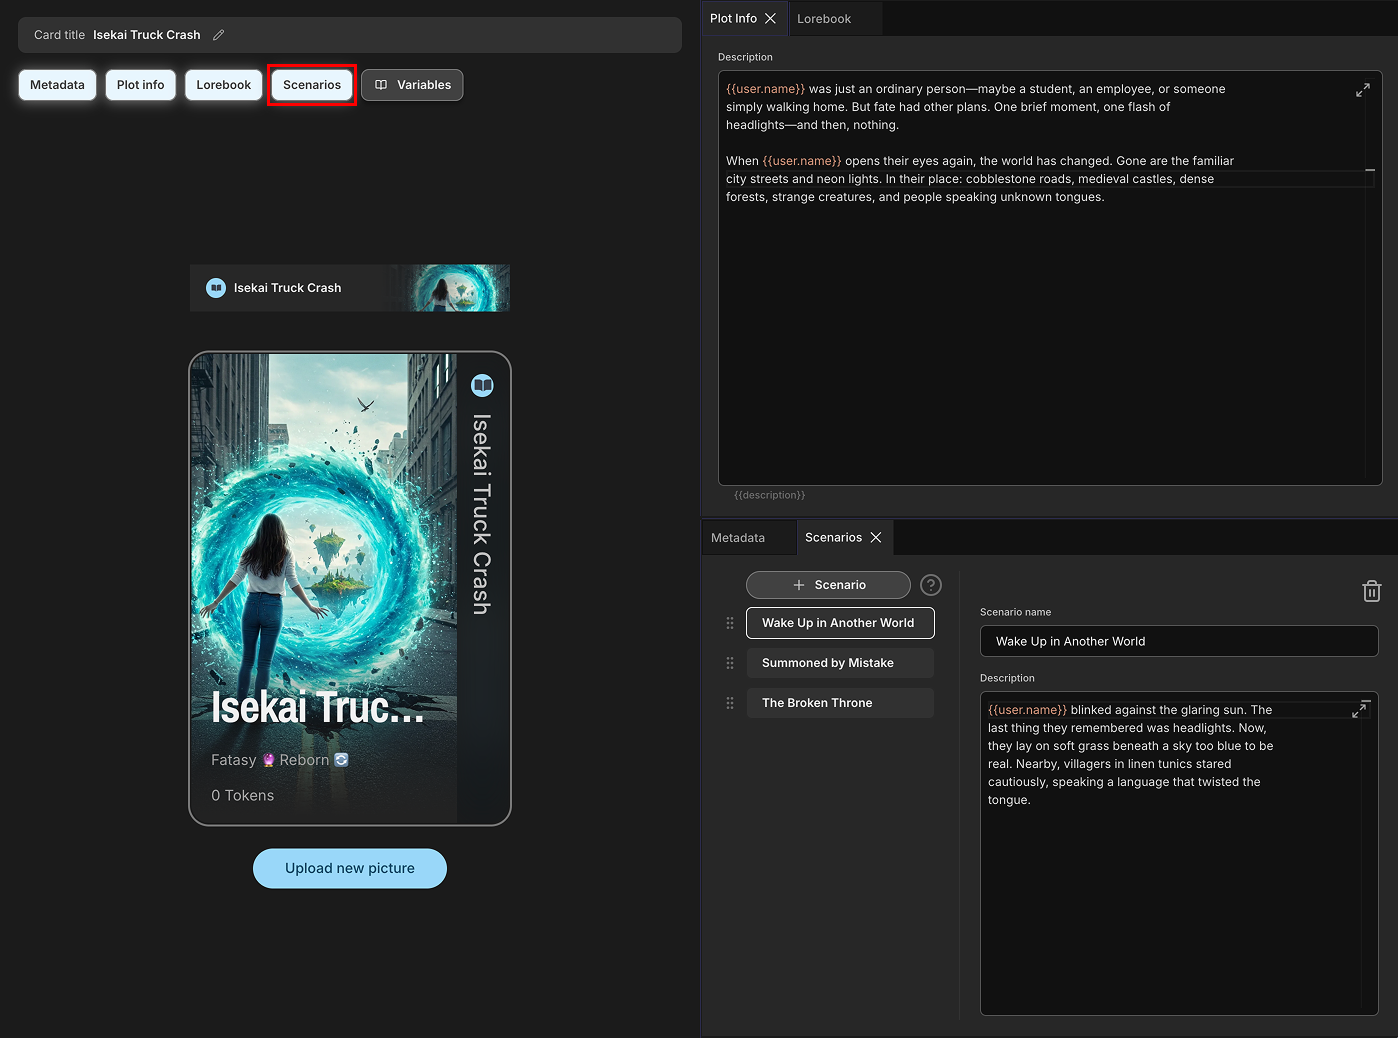 Card title Isekai Truck Crash
Metadata
Plot info
Lorebook
Scenarios
Variables
Isekai Truck Crash
Isekai Truck Crash
Isekai Truc...
Fatasy 🔮 Reborn 🔄
0 Tokens
Upload new picture
Plot Info
Lorebook
Description
{{user.name}} was just an ordinary person—maybe a student, an employee, or someone
simply walking home. But fate had other plans. One brief moment, one flash of
headlights—and then, nothing.
When {{user.name}} opens their eyes again, the world has changed. Gone are the familiar
city streets and neon lights. In their place: cobblestone roads, medieval castles, dense
forests, strange creatures, and people speaking unknown tongues.
{{description}}
Metadata
Scenarios
+ Scenario
?
Wake Up in Another World
Summoned by Mistake
The Broken Throne
Scenario name
Wake Up in Another World
Description
{{user.name}} blinked against the glaring sun. The
last thing they remembered was headlights. Now,
they lay on soft grass beneath a sky too blue to be
real. Nearby, villagers in linen tunics stared
cautiously, speaking a language that twisted the
tongue.